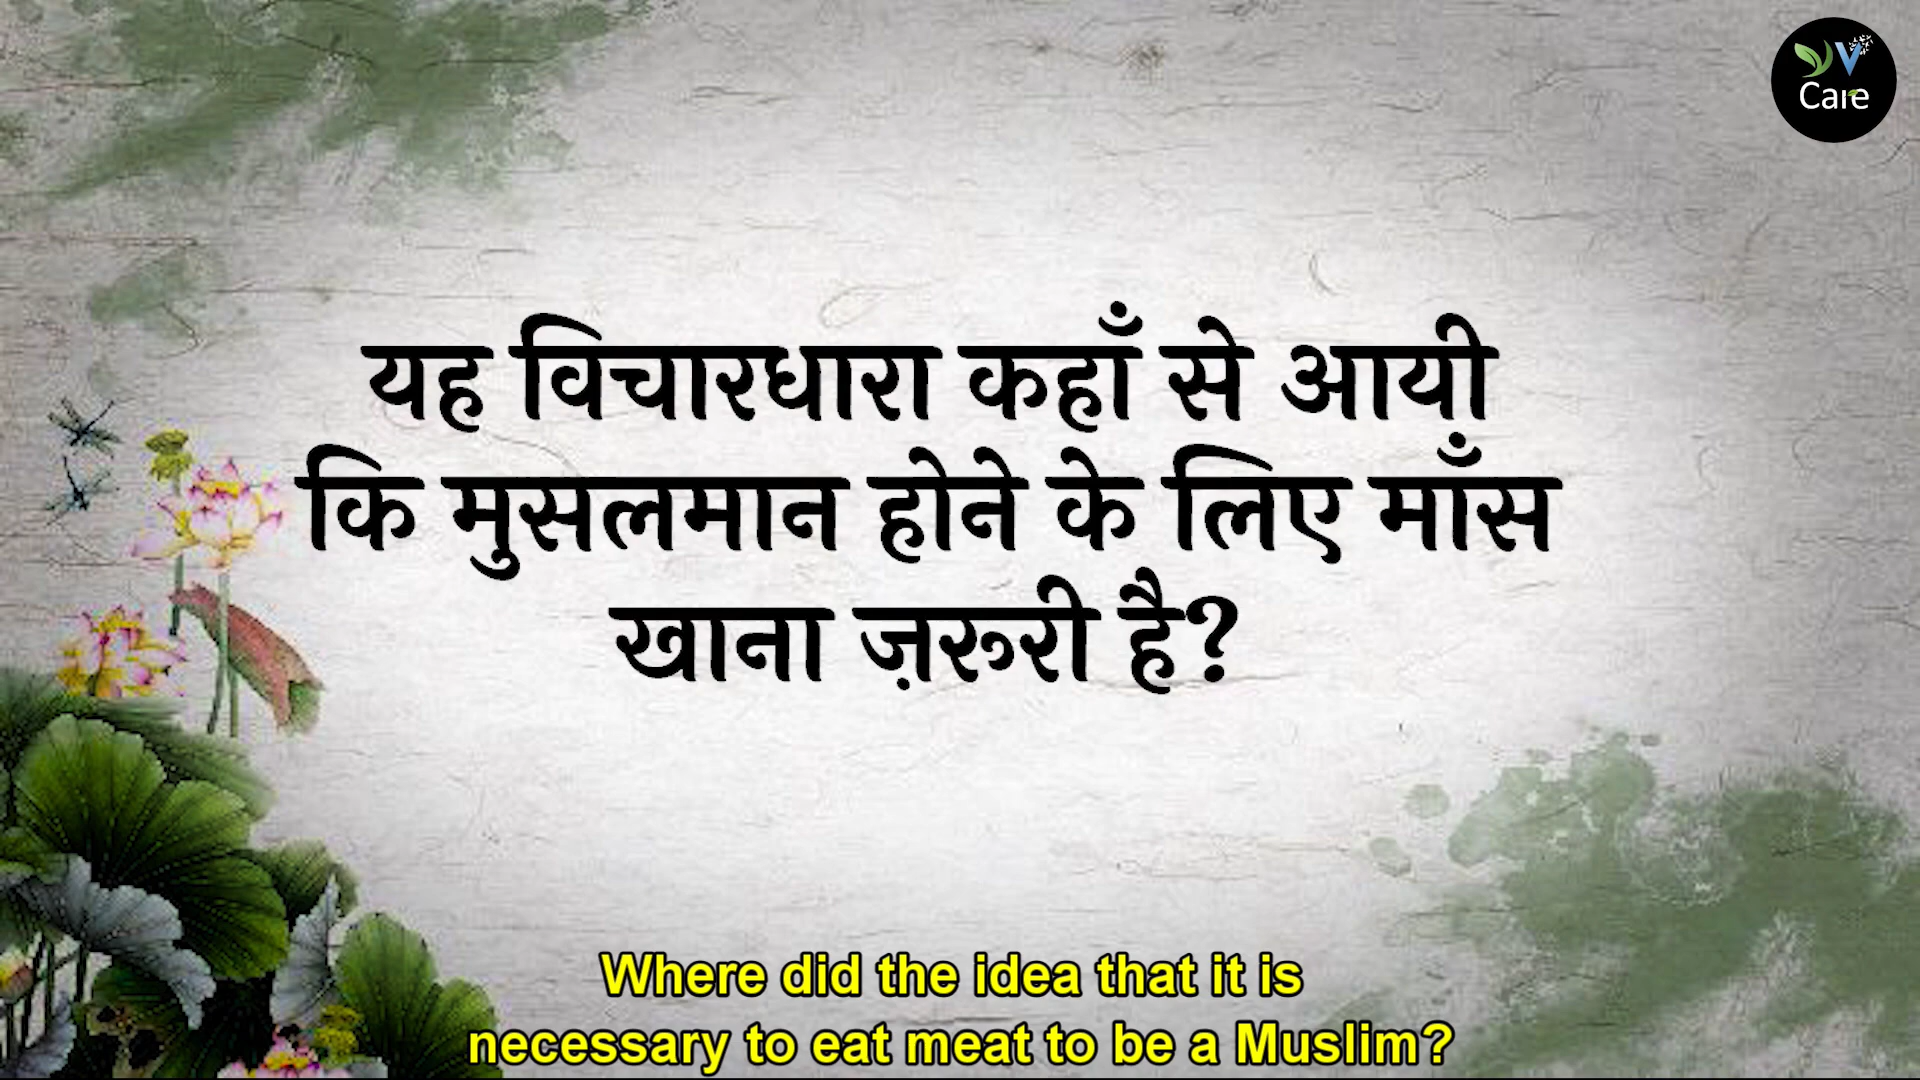 V
Care
यह विचारधारा कहाँ से आयी
कि मुसलमान होने के लिए माँस
खाना ज़रूरी है?
Where did the idea that it is
necessary to eat meat to be a Muslim?